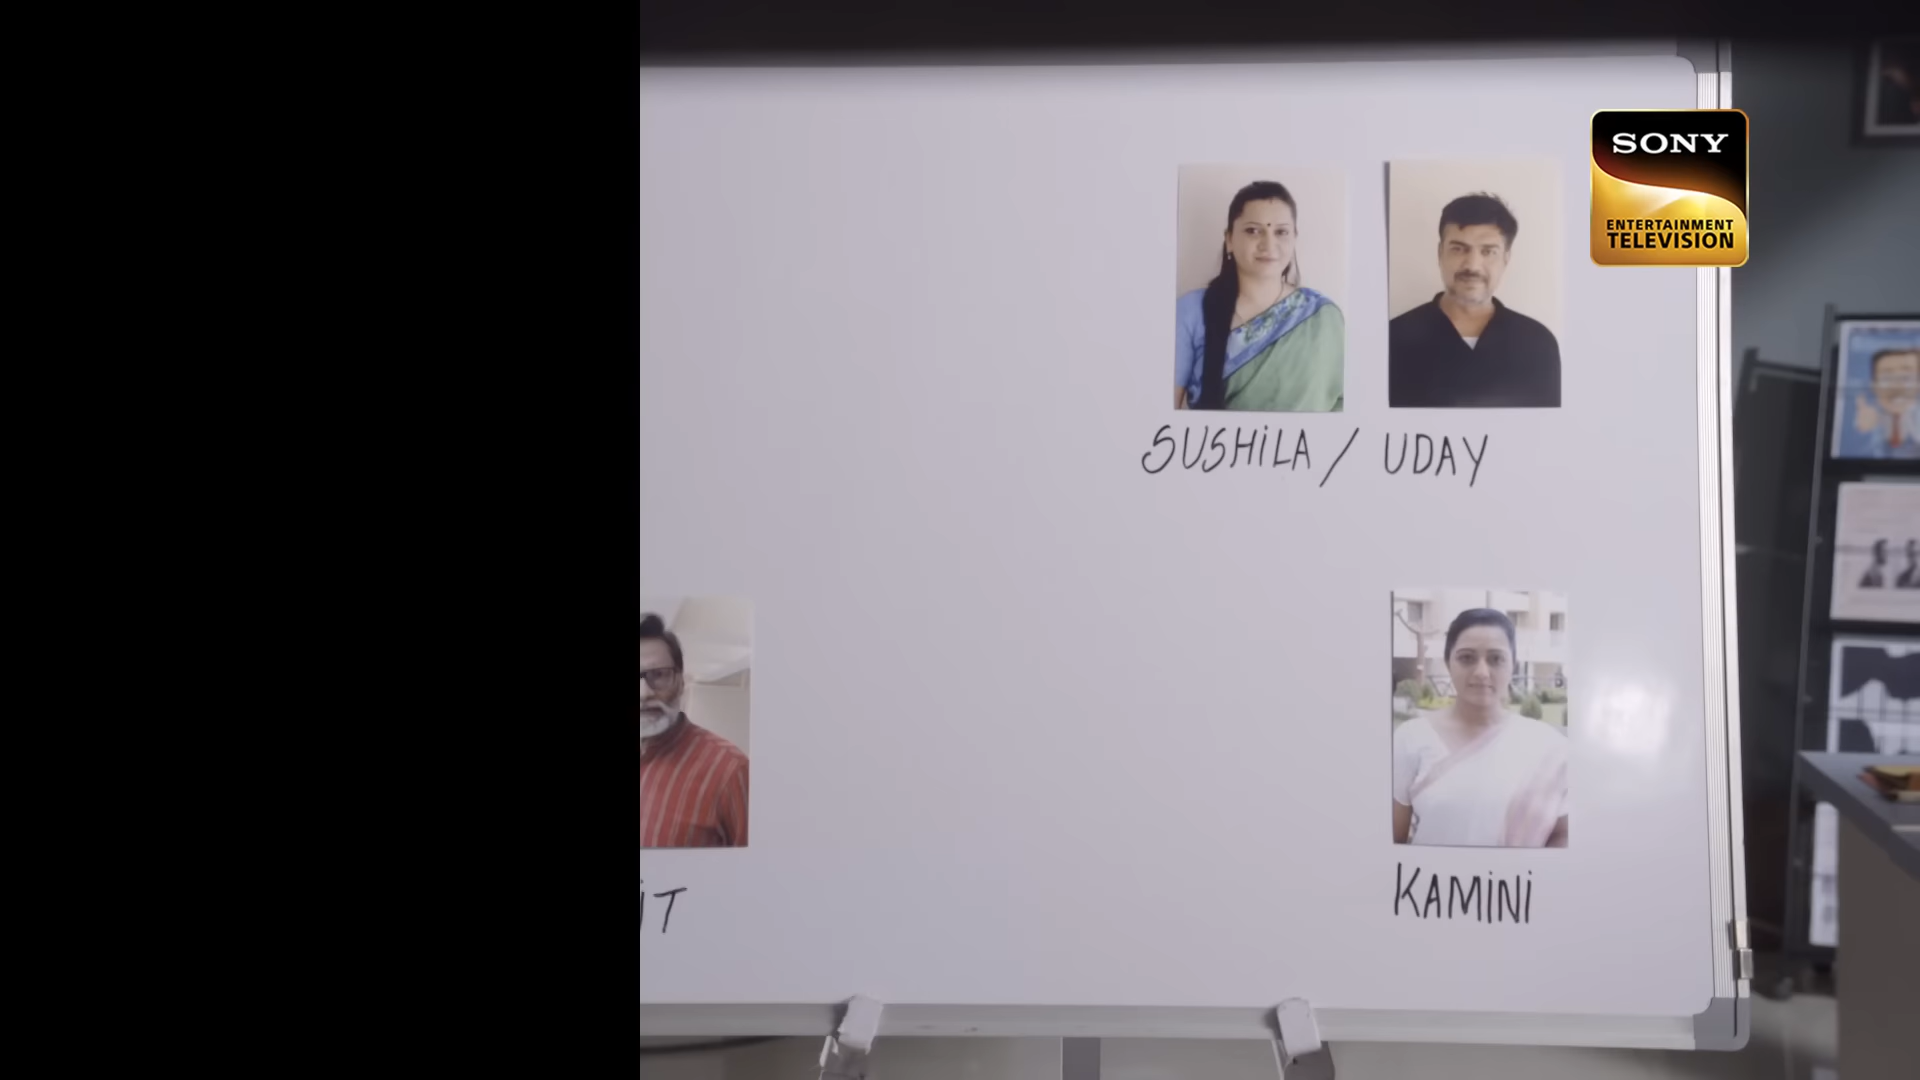 SONY
ENTERTAINMENT
TELEVISION
SUSHiLA / UDAY
KAMiNi